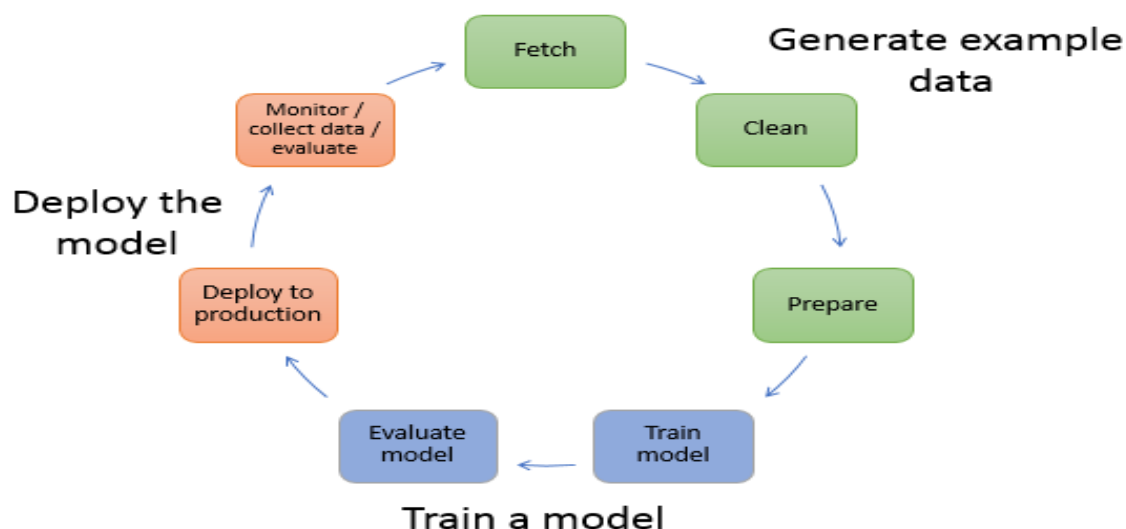 Fetch
Generate example
data
Clean
Prepare
Train
model
Train a model
Evaluate
model
Deploy to
production
Deploy the
model
Monitor /
collect data /
evaluate